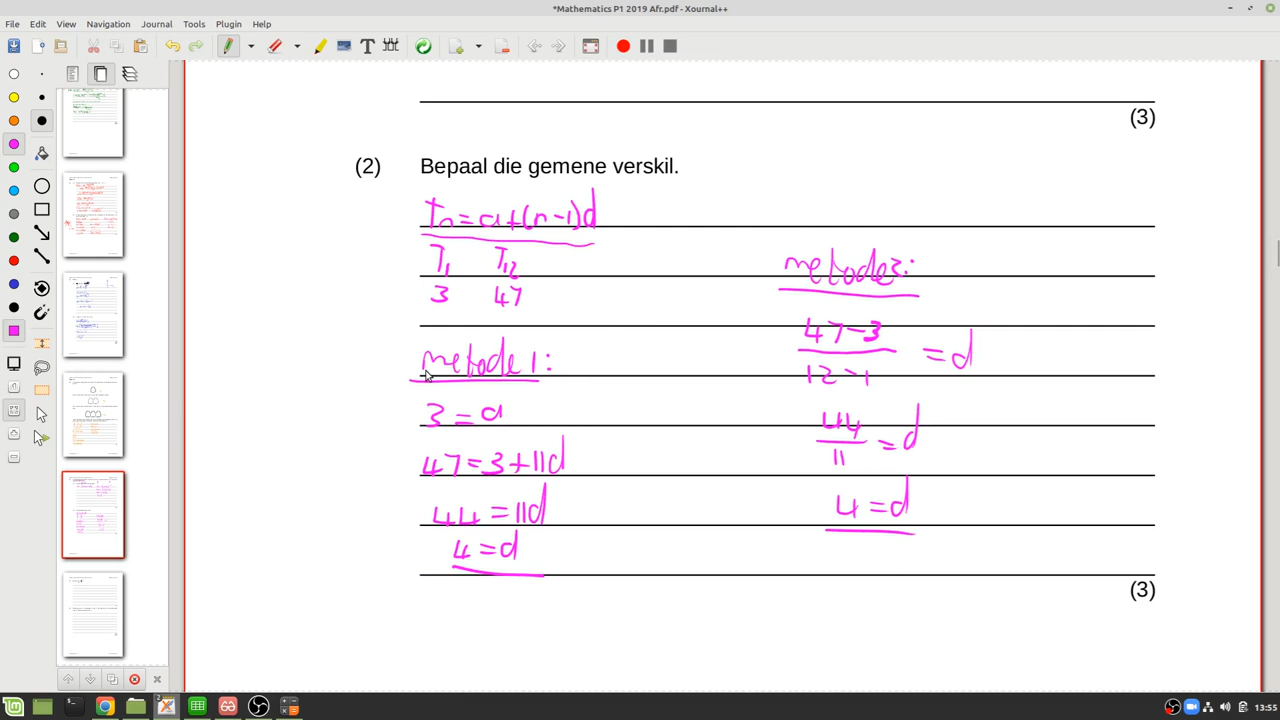 *Mathematics P1 2019 Afr.pdf - Xournal++
File Edit View Navigation Journal Tools Plugin Help
(3)
(2) Bepaal die gemene verskil.
Tn = a + (n-1)d
T1 T12
3 47
metode 1:
3 = a
47 = 3 + 11d
44 = 11d
4 = d
metode 2:
47-3
12-1
= d
44
11
= d
4 = d
(3)
13:55